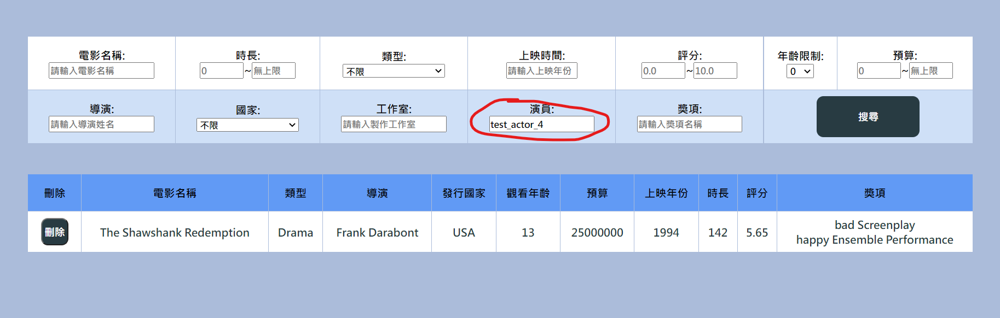 電影名稱: 時長: 類型: 上映時間: 評分: 年齡限制: 預算:
請輸入電影名稱 0 ~ 無上限 不限 請輸入上映年份 0.0 ~ 10.0 0 0 ~ 無上限
導演: 國家: 工作室: 演員: 獎項: 搜尋
請輸入導演姓名 不限 請輸入製作工作室 test_actor_4 請輸入獎項名稱
刪除 電影名稱 類型 導演 發行國家 觀看年齡 預算 上映年份 時長 評分 獎項
刪除 The Shawshank Redemption Drama Frank Darabont USA 13 25000000 1994 142 5.65 bad Screenplay
happy Ensemble Performance